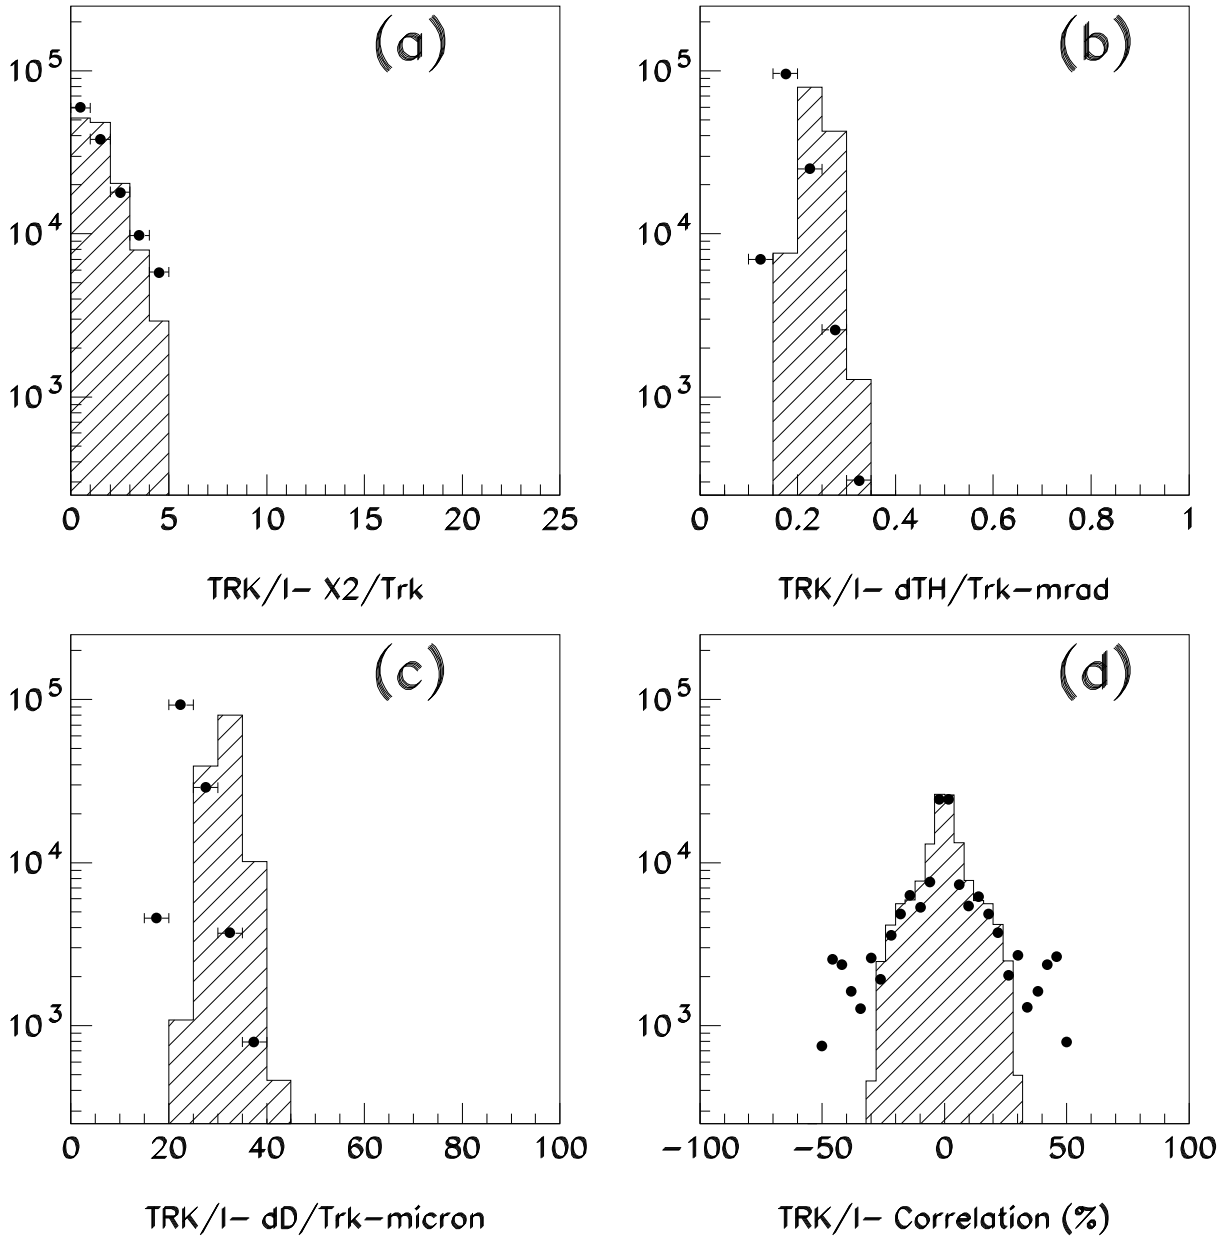 (a)
10^5
10^4
10^3
0 5 10 15 20 25
TRK/I- X2/Trk
(b)
10^5
10^4
10^3
0 0.2 0.4 0.6 0.8 1
TRK/I- dTH/Trk-mrad
(c)
10^5
10^4
10^3
0 20 40 60 80 100
TRK/I- dD/Trk-micron
(d)
10^5
10^4
10^3
-100 -50 0 50 100
TRK/I- Correlation (%)